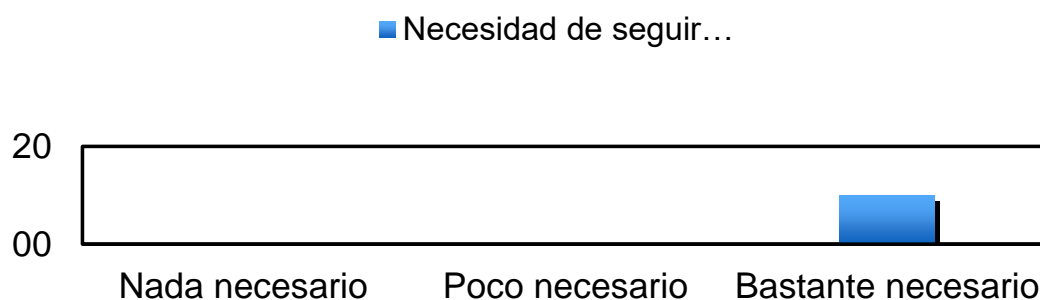 Necesidad de seguir…
20
00
Nada necesario Poco necesario Bastante necesario